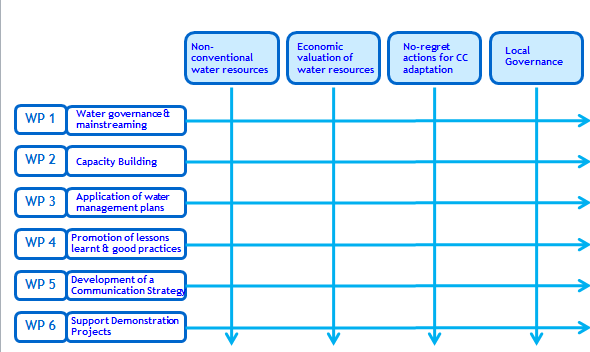 Non-
conventional
water resources
Economic
valuation of
water resources
No-regret
actions for CC
adaptation
Local
Governance
WP 1
Water governance &
mainstreaming
WP 2
Capacity Building
WP 3
Application of water
management plans
WP 4
Promotion of lessons
learnt & good practices
WP 5
Development of a
Communication Strategy
WP 6
Support Demonstration
Projects